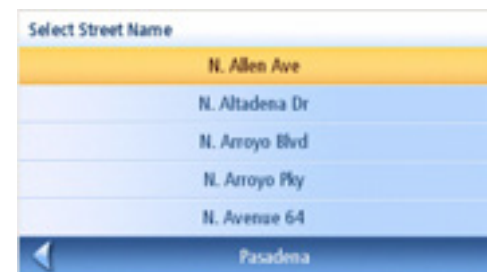 Select Street Name
N. Allen Ave
N. Altadena Dr
N. Arroyo Blvd
N. Arroyo Pky
N. Avenue 64
Pasadena